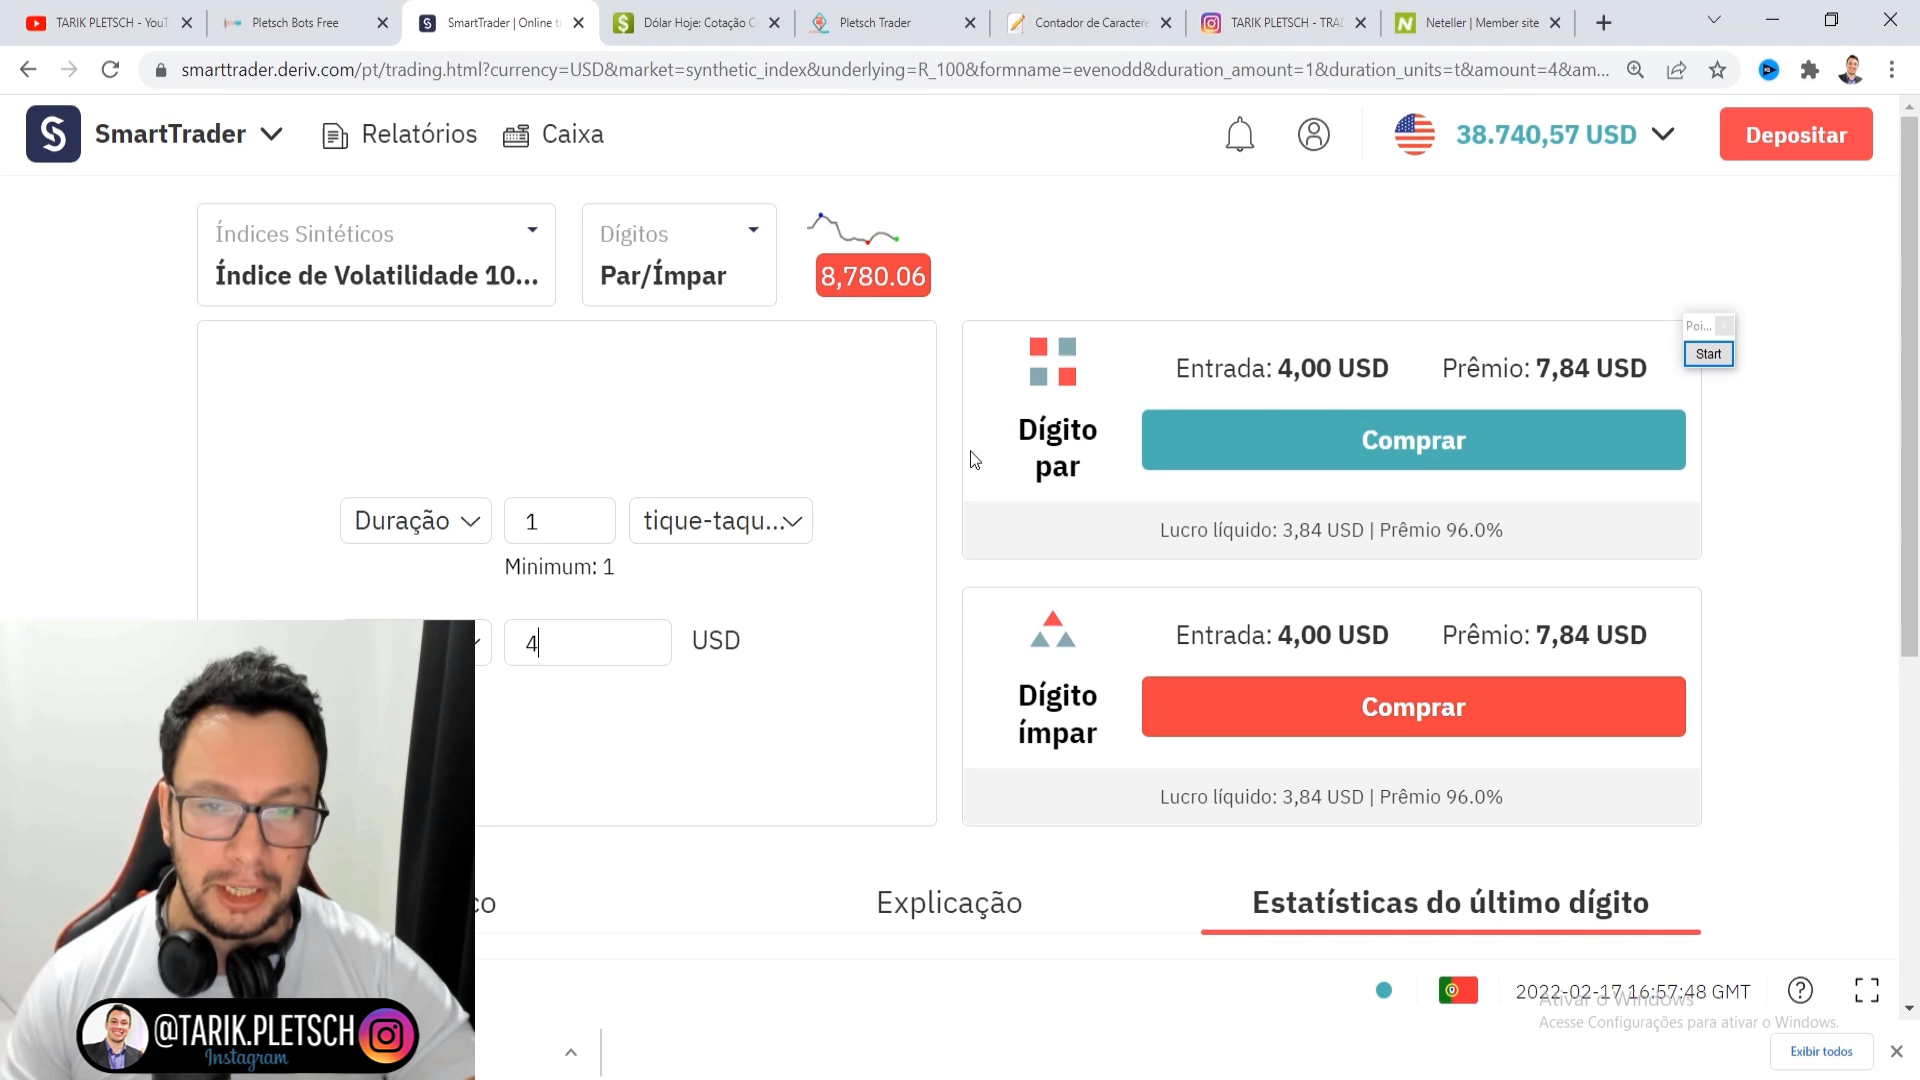 TARIK PLETSCH - YouT
Pletsch Bots Free
SmartTrader | Online tr
Dólar Hoje: Cotação C
Pletsch Trader
Contador de Caractere
TARIK PLETSCH - TRA
Neteller | Member site
smarttrader.deriv.com/pt/trading.html?currency=USD&market=synthetic_index&underlying=R_100&formname=evenodd&duration_amount=1&duration_units=t&amount=4&am...
SmartTrader
Relatórios
Caixa
38.740,57 USD
Depositar
Índices Sintéticos
Índice de Volatilidade 10...
Dígitos
Par/Ímpar
8,780.06
Poi...
Start
Entrada: 4,00 USD
Prêmio: 7,84 USD
Dígito
par
Comprar
Lucro líquido: 3,84 USD | Prêmio 96.0%
Duração
1
tique-taqu...
Minimum: 1
4
USD
Entrada: 4,00 USD
Prêmio: 7,84 USD
Dígito
ímpar
Comprar
Lucro líquido: 3,84 USD | Prêmio 96.0%
co
Explicação
Estatísticas do último dígito
2022-02-17 16:57:48 GMT
Ativar o Windows
Acesse Configurações para ativar o Windows.
Exibir todos
@TARIK.PLETSCH
Instagram